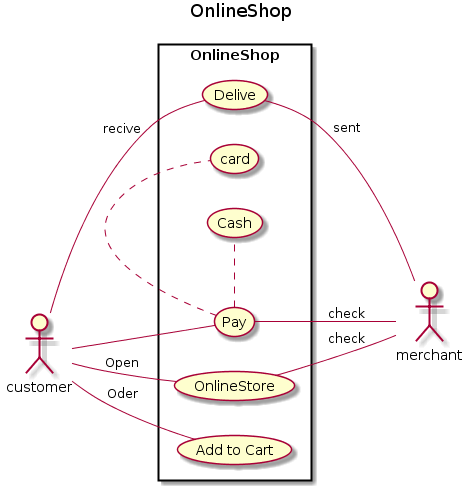 OnlineShop
OnlineShop
Delive
recive
sent
card
Cash
Pay
check
check
merchant
Open
customer
OnlineStore
Oder
Add to Cart